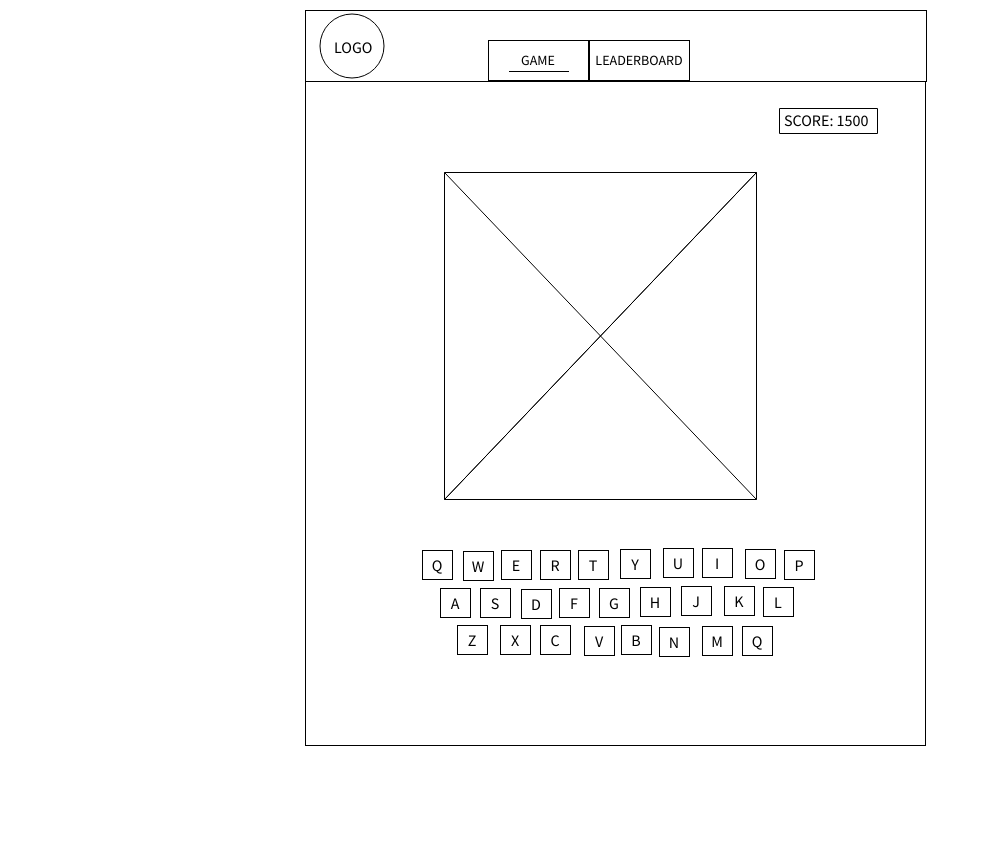 LOGO
GAME LEADERBOARD
SCORE: 1500
Q W E R T Y U I O P
A S D F G H J K L
Z X C V B N M Q